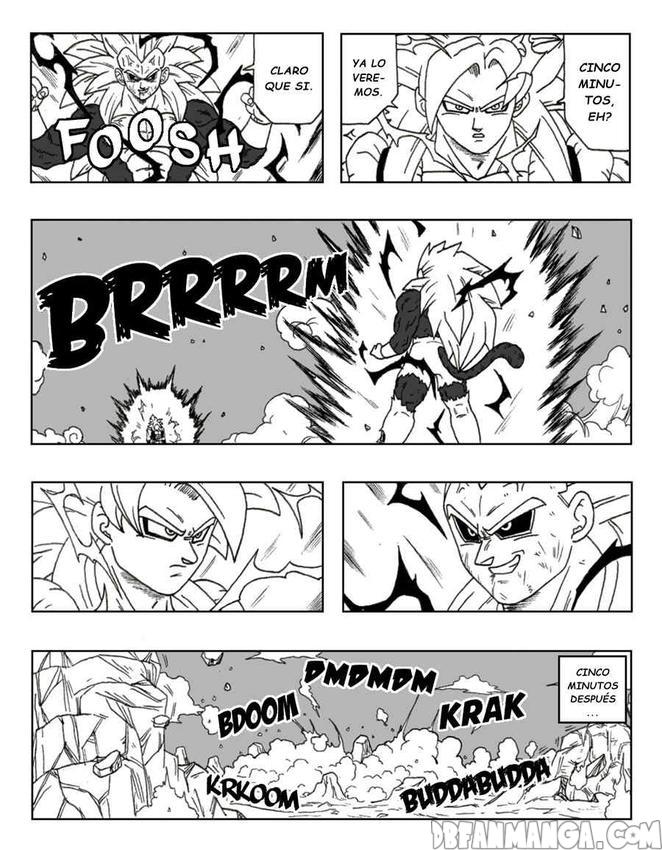 CLARO
QUE SI.
FOOSH
YA LO
VERE-
MOS.
CINCO
MINU-
TOS,
EH?
BRRRRM
CINCO
MINUTOS
DESPUÉS
...
DMDMDM
BDOOM
KRAK
KRKOOM
BUDDABUDDA
DBFANMANGA.COM